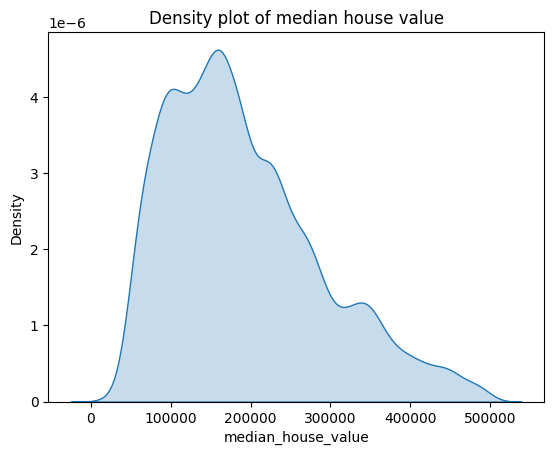 Density plot of median house value
1e−6
4
3
2
1
0
Density
0 100000 200000 300000 400000 500000
median_house_value